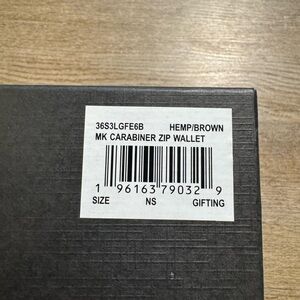 36S3LGFE6B HEMP/BROWN
MK CARABINER ZIP WALLET
1 96163 79032 9
SIZE NS GIFTING